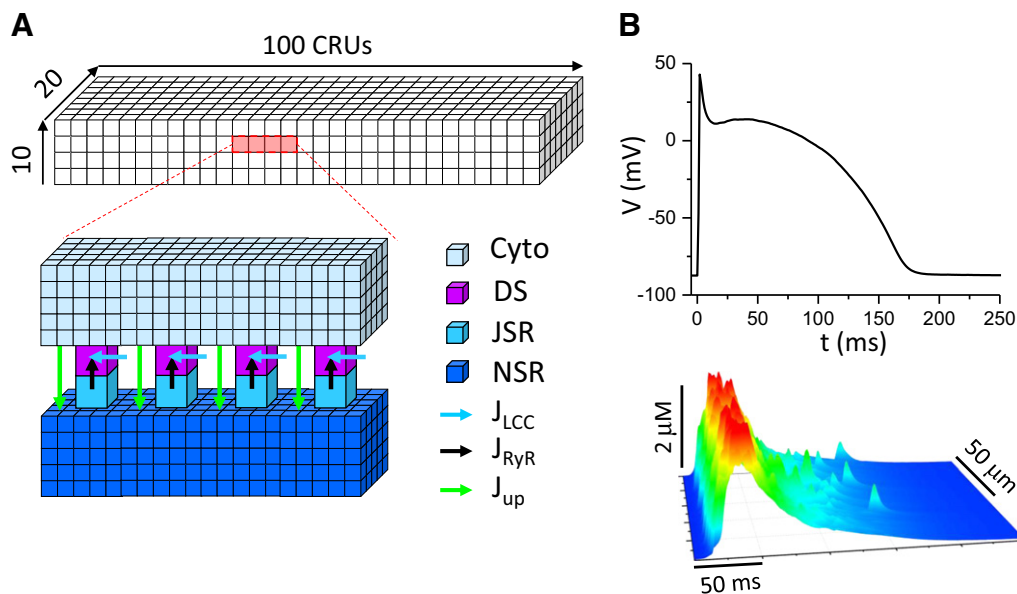 A
100 CRUs
20
10
Cyto
DS
JSR
NSR
J_LCC
J_RyR
J_up
B
50
0
-50
-100
V (mV)
0 50 100 150 200 250
t (ms)
2 μM
50 μm
50 ms